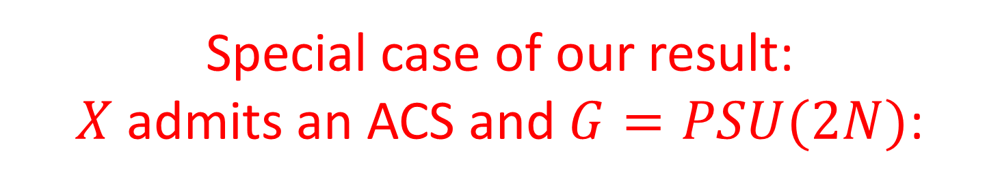 Special case of our result:
𝑋 admits an ACS and 𝐺 = 𝑃𝑆𝑈(2𝑁):